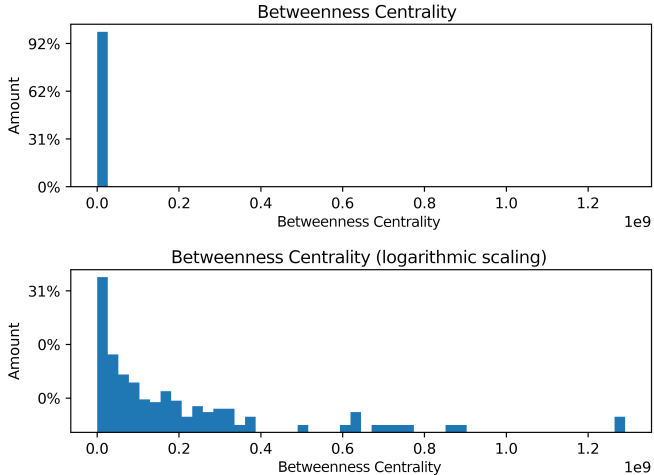 Betweenness Centrality
92%
62%
31%
0%
Amount
0.0 0.2 0.4 0.6 0.8 1.0 1.2
Betweenness Centrality
1e9
Betweenness Centrality (logarithmic scaling)
31%
0%
0%
Amount
0.0 0.2 0.4 0.6 0.8 1.0 1.2
Betweenness Centrality
1e9